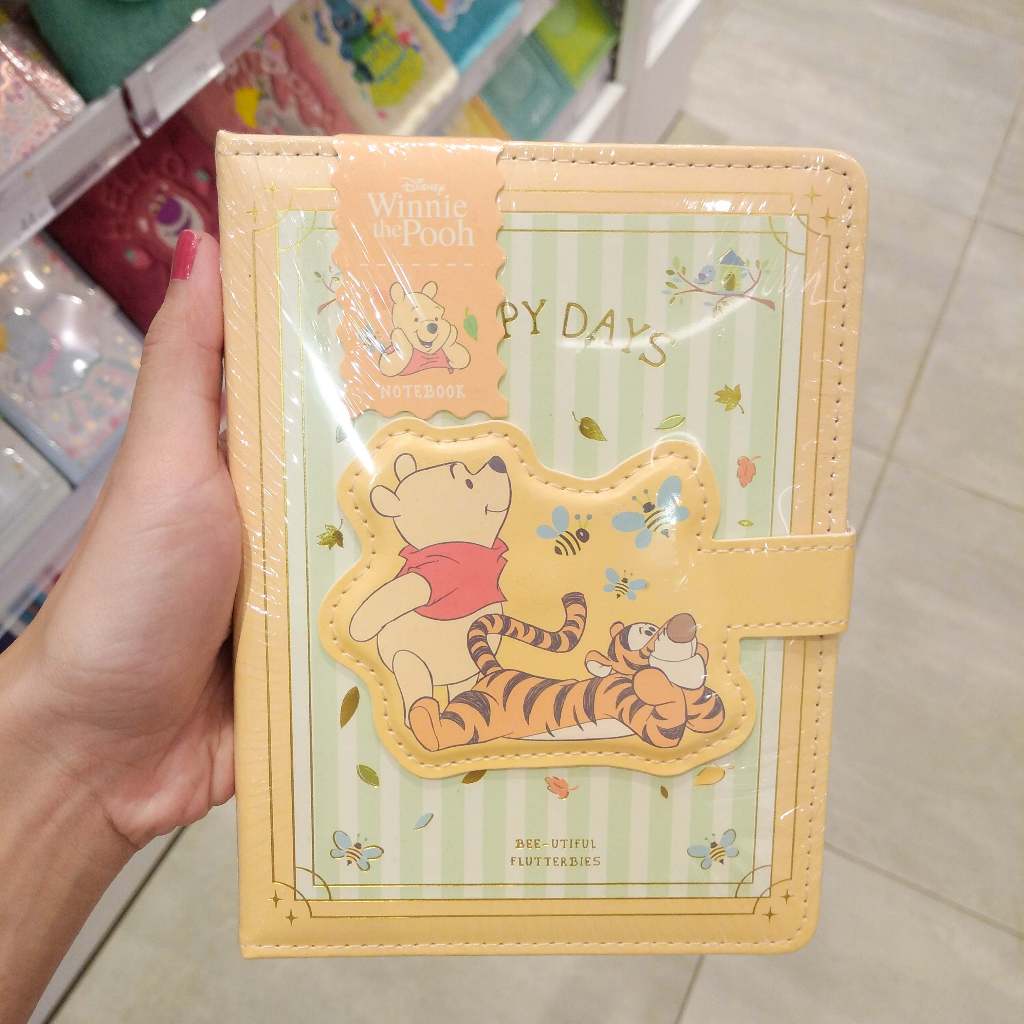 Disney
Winnie
the Pooh
NOTEBOOK
PY DAYS
BEE-UTIFUL
FLUTTERBIES